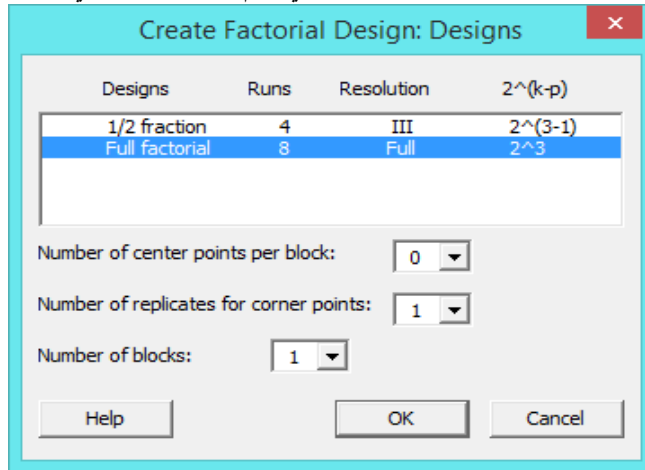 Create Factorial Design: Designs
Designs Runs Resolution 2^(k-p)
1/2 fraction 4 III 2^(3-1)
Full factorial 8 Full 2^3
Number of center points per block: 0
Number of replicates for corner points: 1
Number of blocks: 1
Help OK Cancel